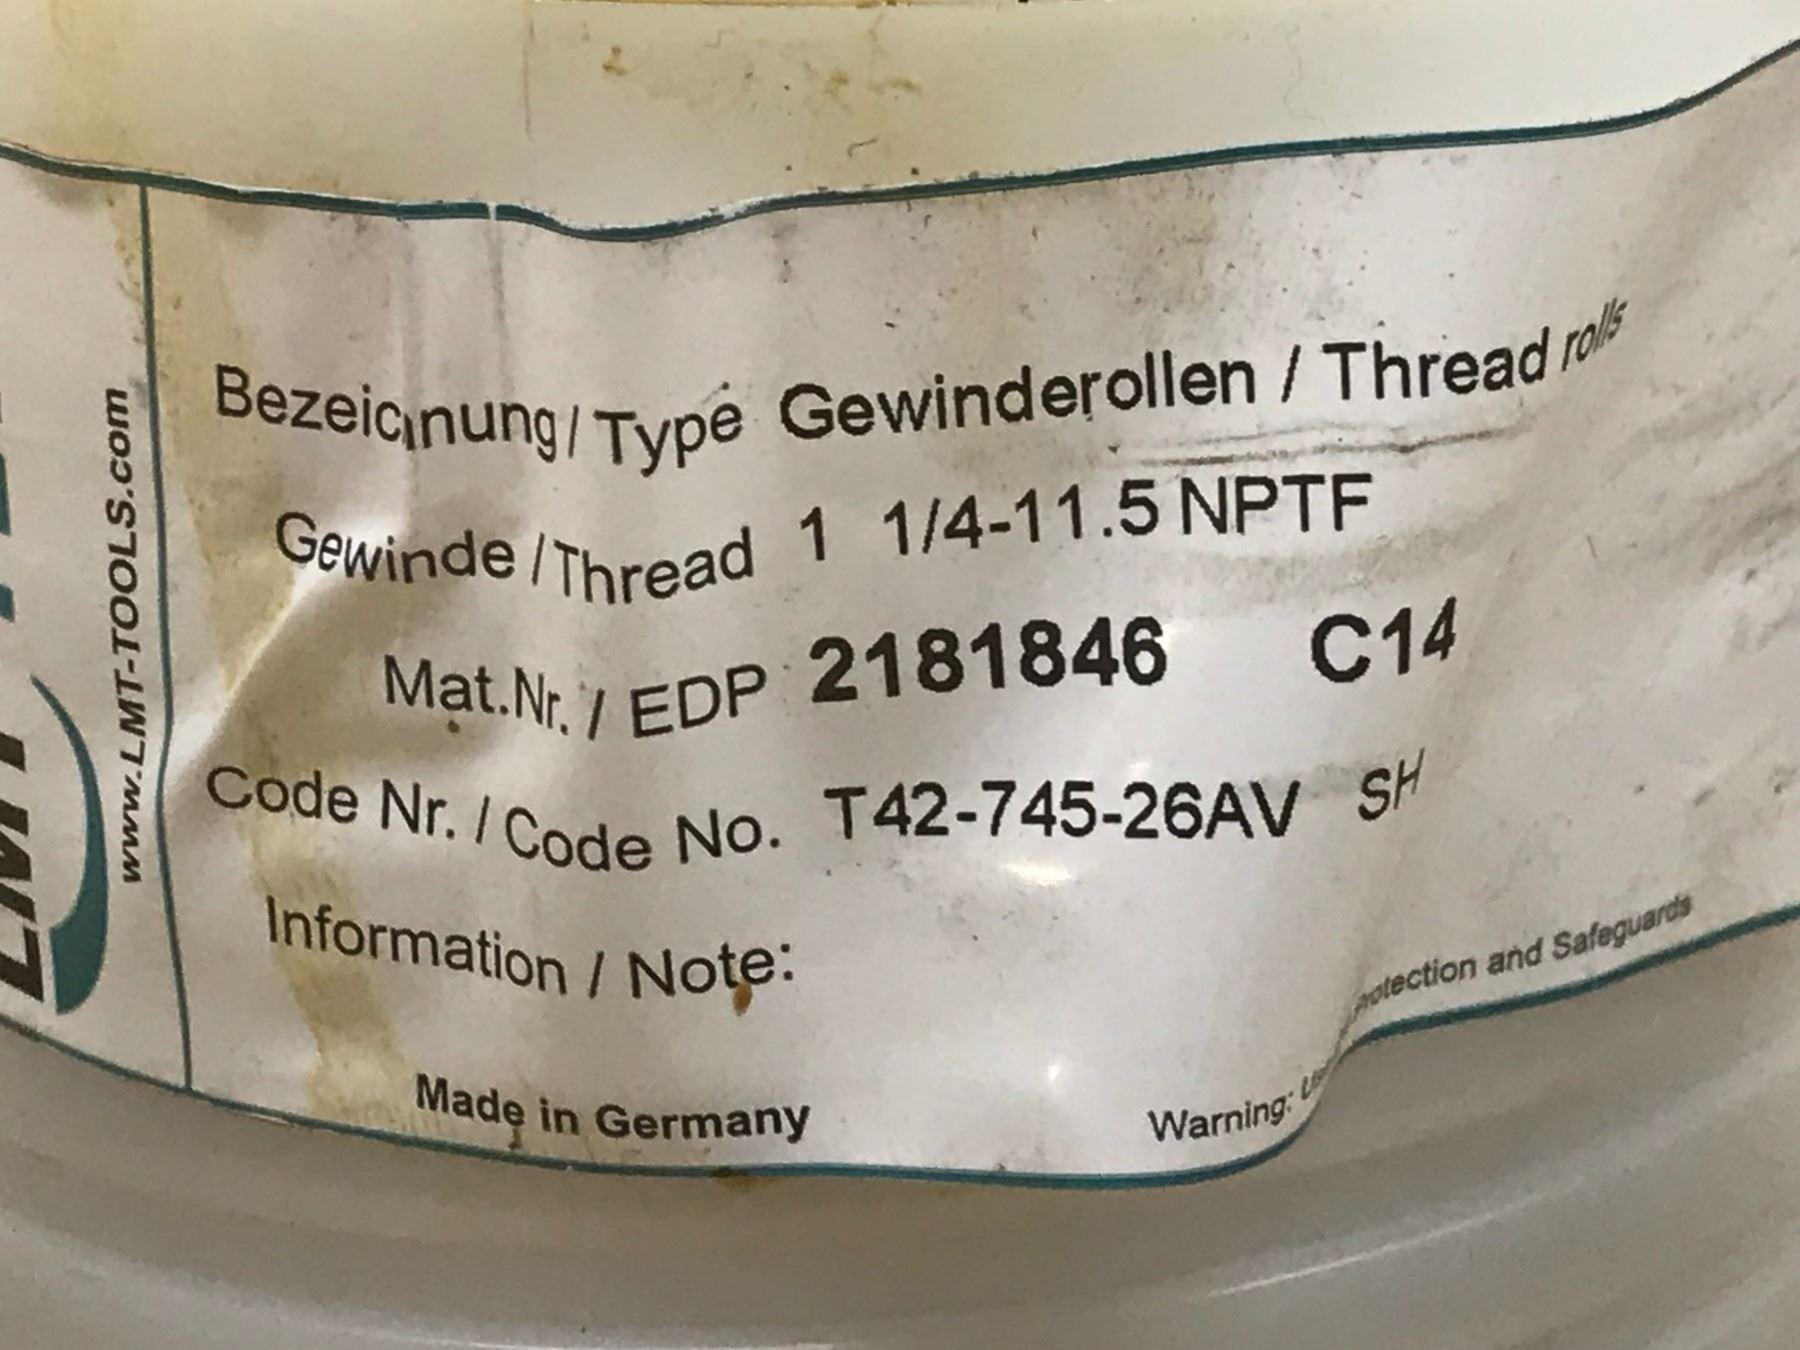 LMT
www.LMT-TOOLS.com
Bezeichnung / Type Gewinderollen / Thread rolls
Gewinde / Thread 1 1/4-11.5 NPTF
Mat.Nr. / EDP 2181846 C14
Code Nr. / Code No. T42-745-26AV SH
Information / Note:
Made in Germany
Warning: protection and Safeguards